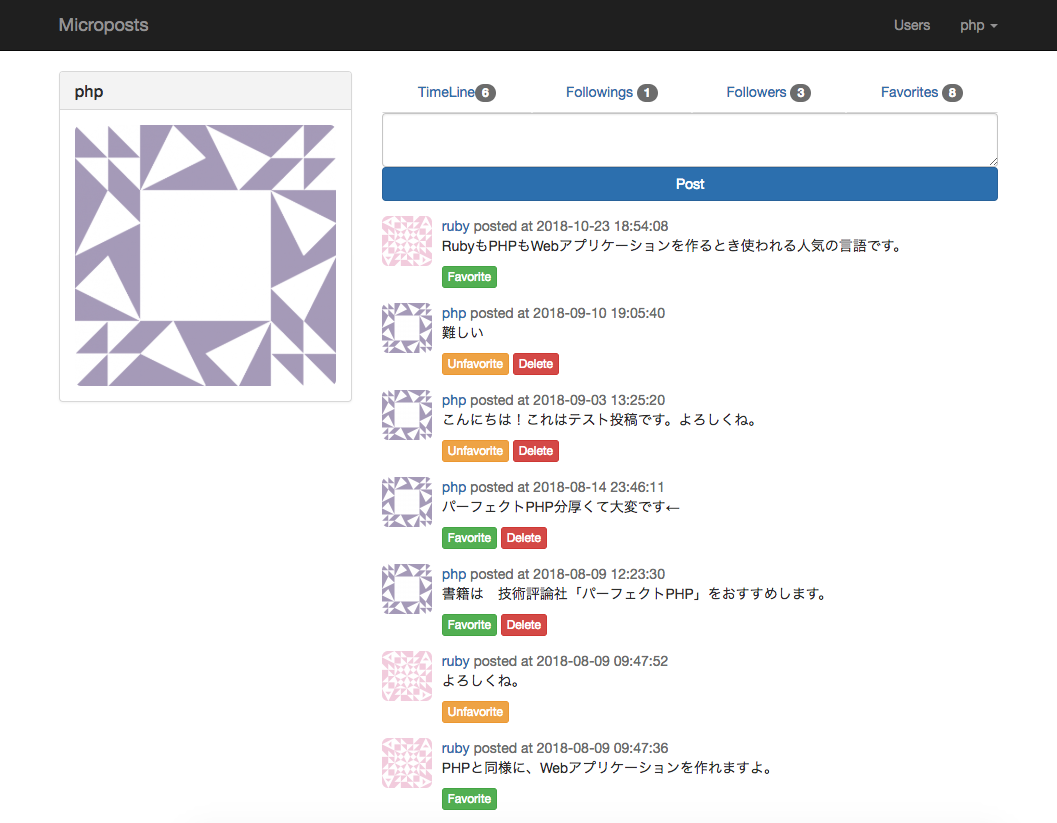 Microposts
Users
php
php
TimeLine 6
Followings 1
Followers 3
Favorites 8
Post
ruby posted at 2018-10-23 18:54:08
RubyもPHPもWebアプリケーションを作るとき使われる人気の言語です。
Favorite
php posted at 2018-09-10 19:05:40
難しい
Unfavorite Delete
php posted at 2018-09-03 13:25:20
こんにちは！これはテスト投稿です。よろしくね。
Unfavorite Delete
php posted at 2018-08-14 23:46:11
パーフェクトPHP分厚くて大変です←
Favorite Delete
php posted at 2018-08-09 12:23:30
書籍は　技術評論社「パーフェクトPHP」をおすすめします。
Favorite Delete
ruby posted at 2018-08-09 09:47:52
よろしくね。
Unfavorite
ruby posted at 2018-08-09 09:47:36
PHPと同様に、Webアプリケーションを作れますよ。
Favorite